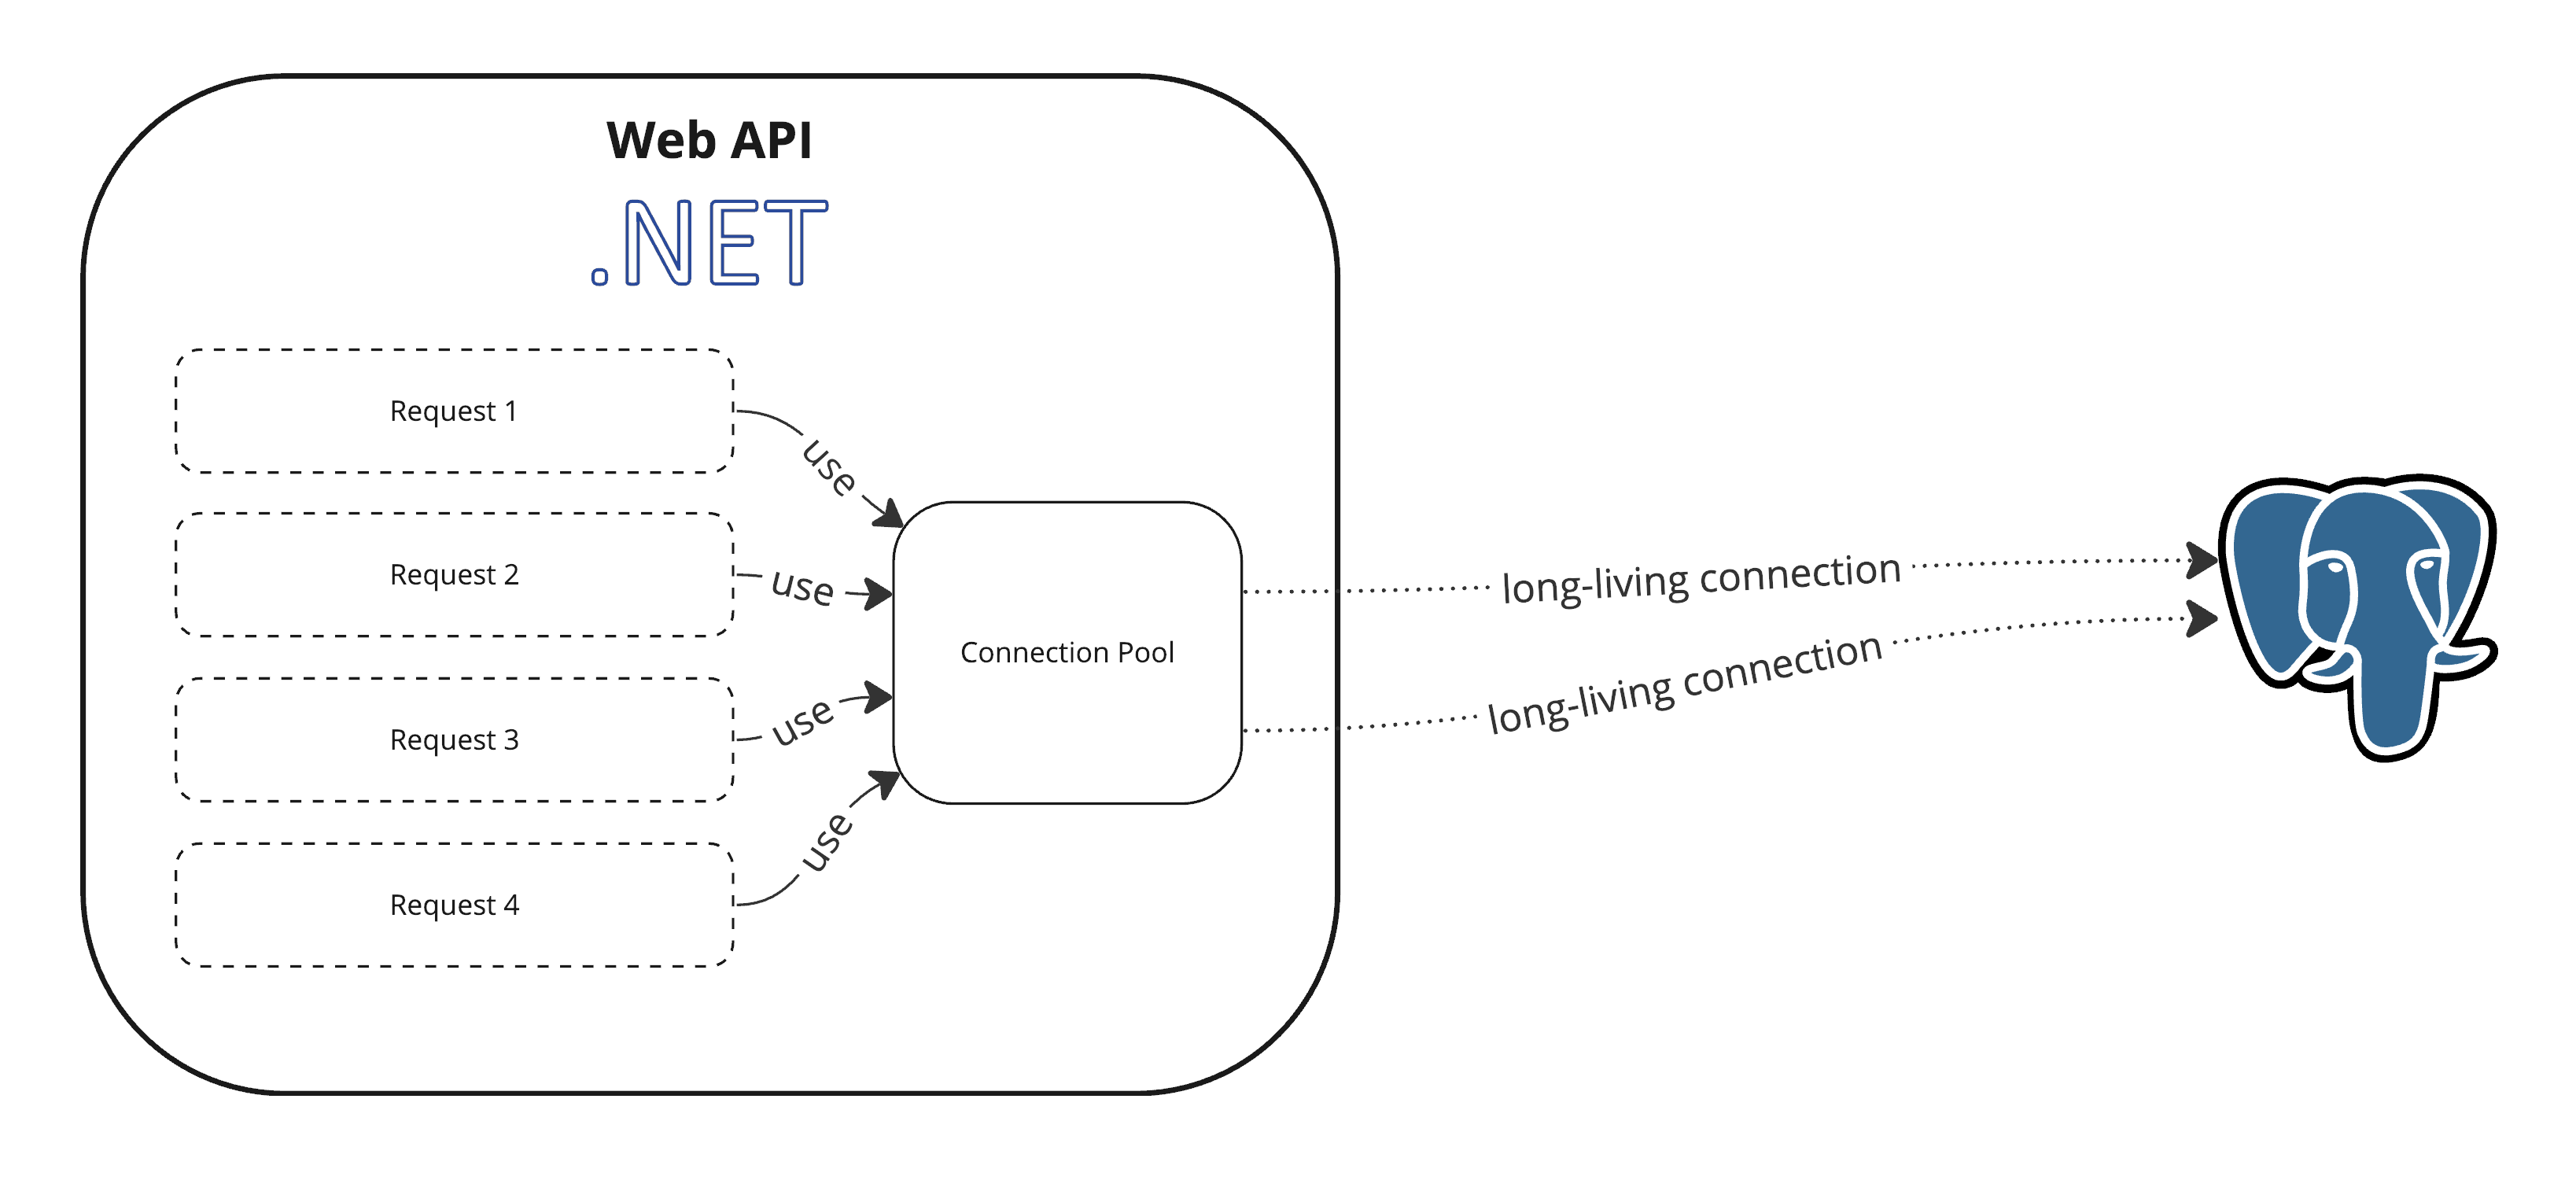 Web API
.NET
Request 1
use
Request 2
use
Request 3
use
Request 4
use
Connection Pool
long-living connection
long-living connection